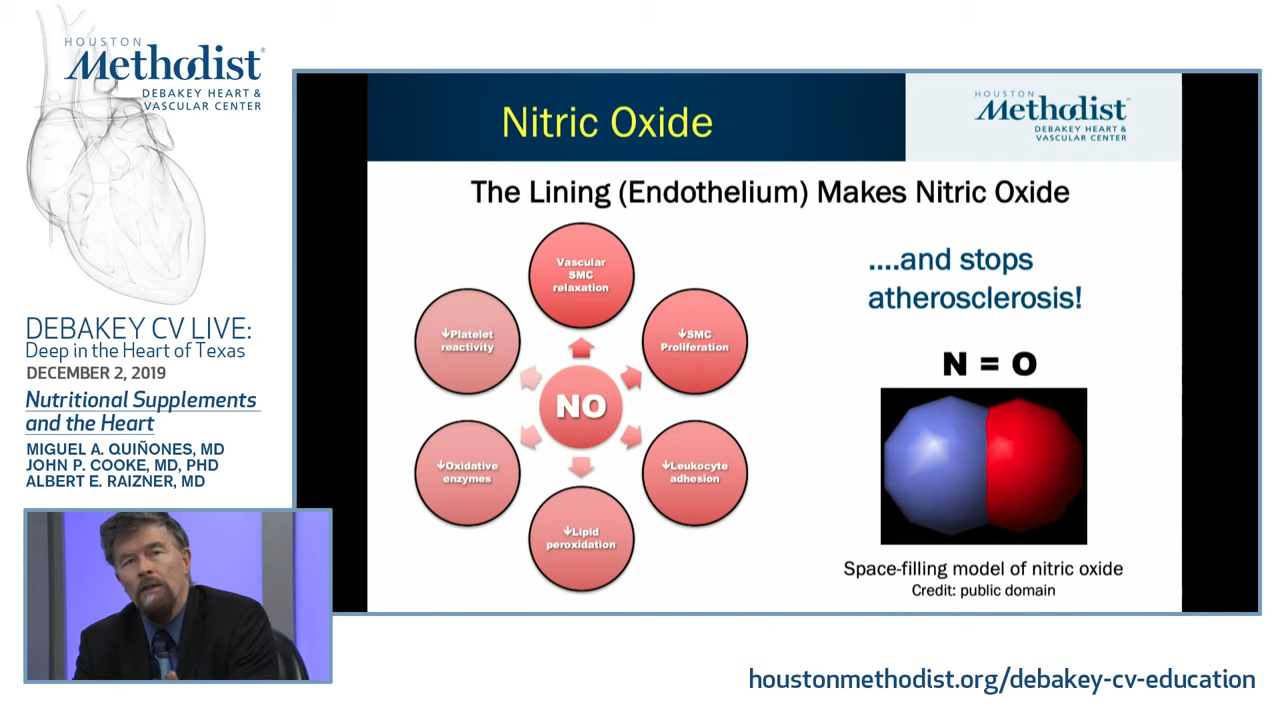 HOUSTON
Methodist®
DEBAKEY HEART &
VASCULAR CENTER
DEBAKEY CV LIVE:
Deep in the Heart of Texas
DECEMBER 2, 2019
Nutritional Supplements
and the Heart
MIGUEL A. QUIÑONES, MD
JOHN P. COOKE, MD, PHD
ALBERT E. RAIZNER, MD
Nitric Oxide
HOUSTON
Methodist
DEBAKEY HEART &
VASCULAR CENTER
The Lining (Endothelium) Makes Nitric Oxide
Vascular
SMC
relaxation
↓SMC
Proliferation
↓Leukocyte
adhesion
↓Lipid
peroxidation
↓Oxidative
enzymes
↓Platelet
reactivity
NO
....and stops
atherosclerosis!
N = O
Space-filling model of nitric oxide
Credit: public domain
houstonmethodist.org/debakey-cv-education